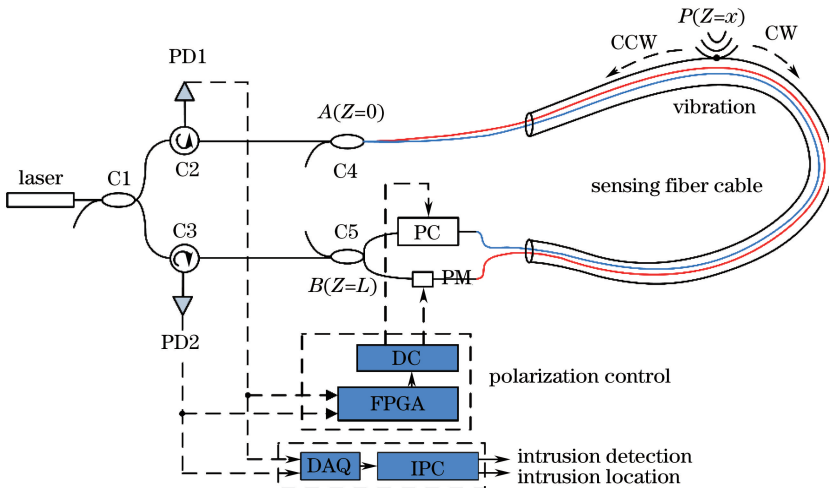 P(Z=x)
CCW
CW
PD1
A(Z=0)
vibration
C2
C4
laser
C1
sensing fiber cable
C3
C5
PC
B(Z=L)
PM
PD2
DC
polarization control
FPGA
DAQ
IPC
intrusion detection
intrusion location